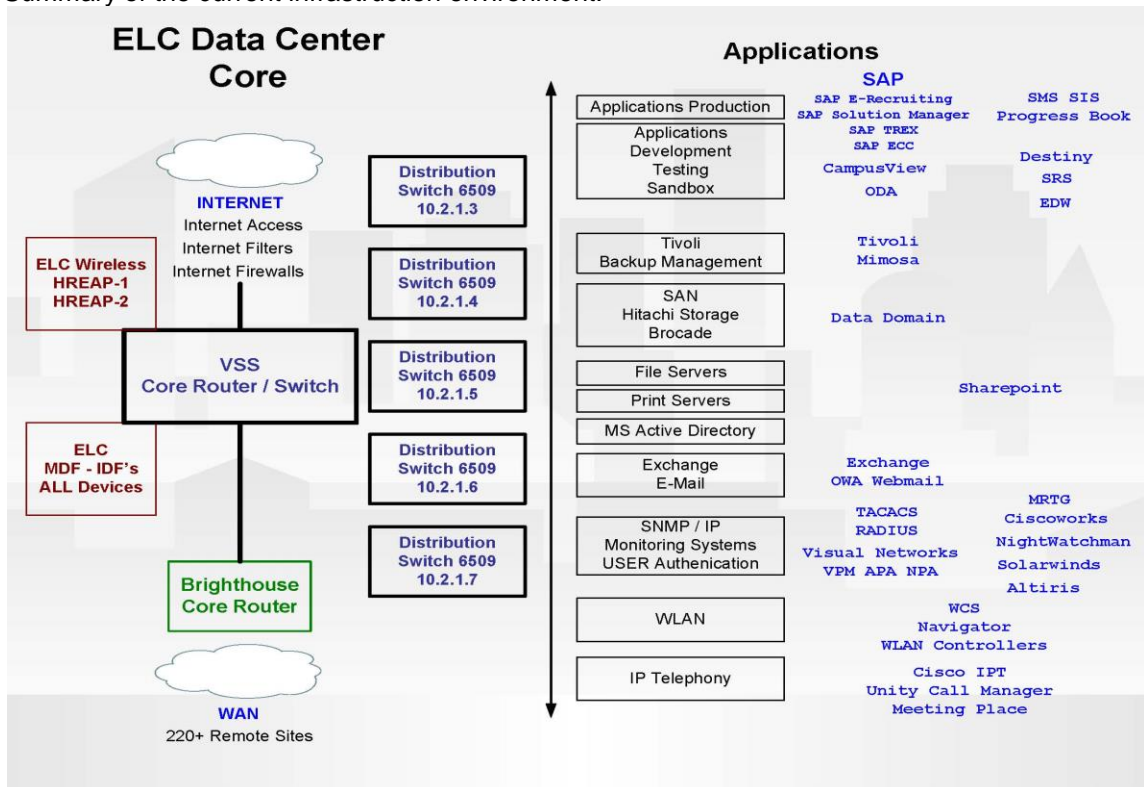 Summary of the current infrastruction environment.
ELC Data Center
Core
INTERNET
Internet Access
Internet Filters
Internet Firewalls
ELC Wireless
HREAP-1
HREAP-2
VSS
Core Router / Switch
ELC
MDF - IDF's
ALL Devices
Brighthouse
Core Router
WAN
220+ Remote Sites
Distribution
Switch 6509
10.2.1.3
Distribution
Switch 6509
10.2.1.4
Distribution
Switch 6509
10.2.1.5
Distribution
Switch 6509
10.2.1.6
Distribution
Switch 6509
10.2.1.7
Applications
Applications Production
Applications
Development
Testing
Sandbox
Tivoli
Backup Management
SAN
Hitachi Storage
Brocade
File Servers
Print Servers
MS Active Directory
Exchange
E-Mail
SNMP / IP
Monitoring Systems
USER Authenication
WLAN
IP Telephony
SAP
SAP E-Recruiting
SAP Solution Manager
SAP TREX
SAP ECC
SMS SIS
Progress Book
CampusView
ODA
Destiny
SRS
EDW
Tivoli
Mimosa
Data Domain
Sharepoint
Exchange
OWA Webmail
TACACS
RADIUS
Visual Networks
VPM APA NPA
MRTG
Ciscoworks
NightWatchman
Solarwinds
Altiris
WCS
Navigator
WLAN Controllers
Cisco IPT
Unity Call Manager
Meeting Place